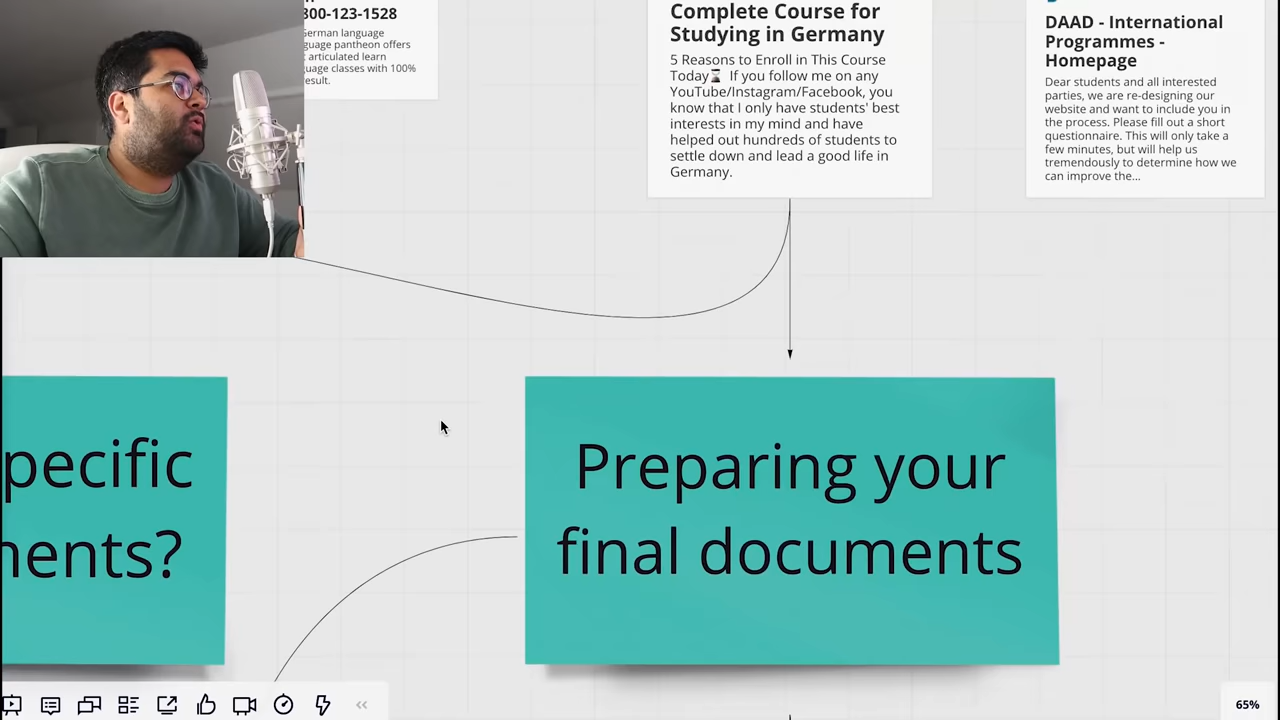 800-123-1528
German language
guage pantheon offers
articulated learn
guage classes with 100%
result.
Complete Course for
Studying in Germany
5 Reasons to Enroll in This Course
Today⌛ If you follow me on any
YouTube/Instagram/Facebook, you
know that I only have students' best
interests in my mind and have
helped out hundreds of students to
settle down and lead a good life in
Germany.
DAAD - International
Programmes -
Homepage
Dear students and all interested
parties, we are re-designing our
website and want to include you in
the process. Please fill out a short
questionnaire. This will only take a
few minutes, but will help us
tremendously to determine how we
can improve the...
pecific
ments?
Preparing your
final documents
65%